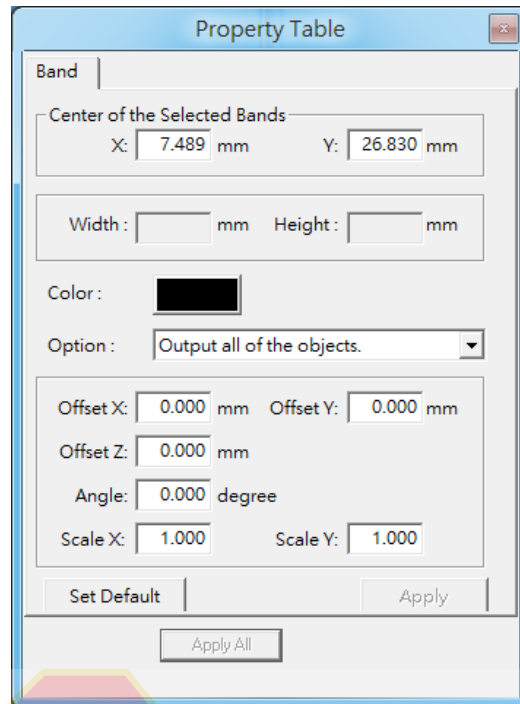 Property Table
Band
Center of the Selected Bands
X: 7.489 mm Y: 26.830 mm
Width : mm Height : mm
Color :
Option : Output all of the objects.
Offset X: 0.000 mm Offset Y: 0.000 mm
Offset Z: 0.000 mm
Angle: 0.000 degree
Scale X: 1.000 Scale Y: 1.000
Set Default Apply
Apply All